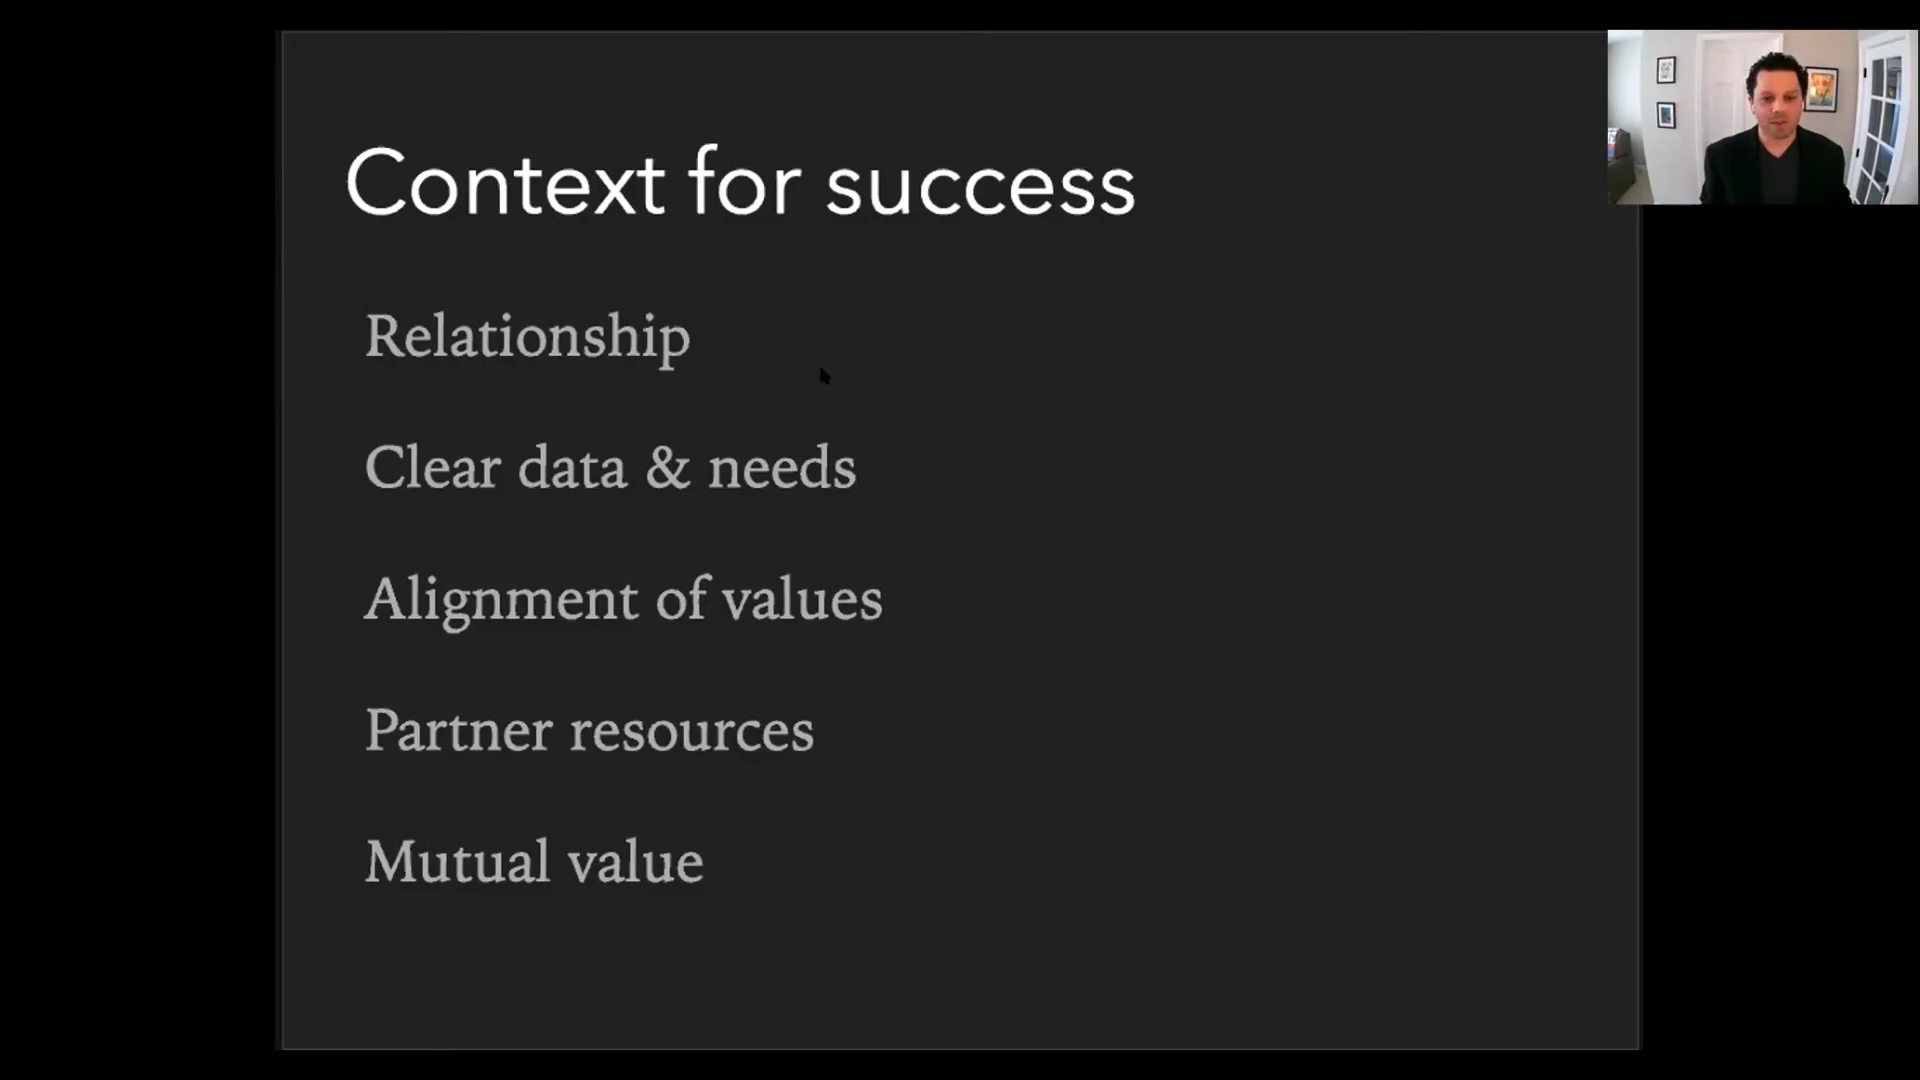 Context for success
Relationship
Clear data & needs
Alignment of values
Partner resources
Mutual value